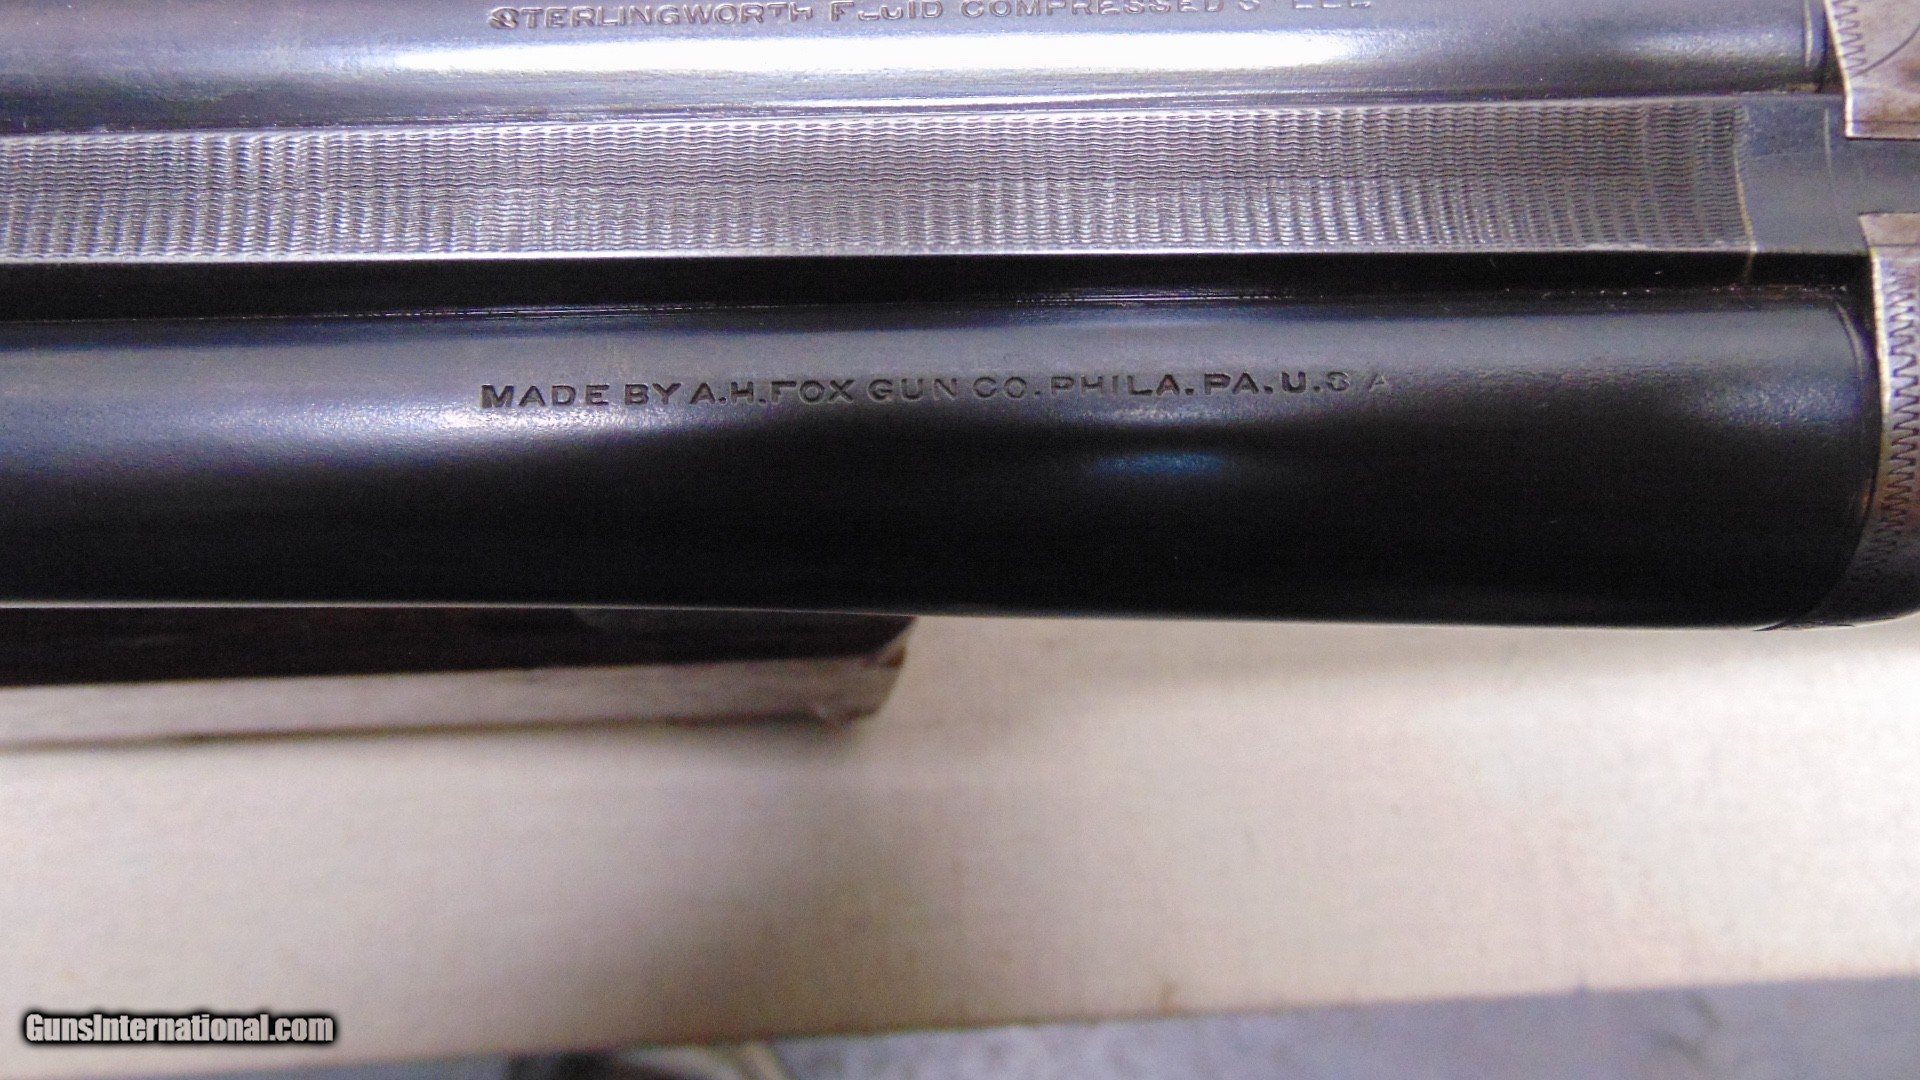 STERLINGWORTH FLUID COMPRESSED STEEL
MADE BY A.H.FOX GUN CO. PHILA. PA. U.S A
GunsInternational.com